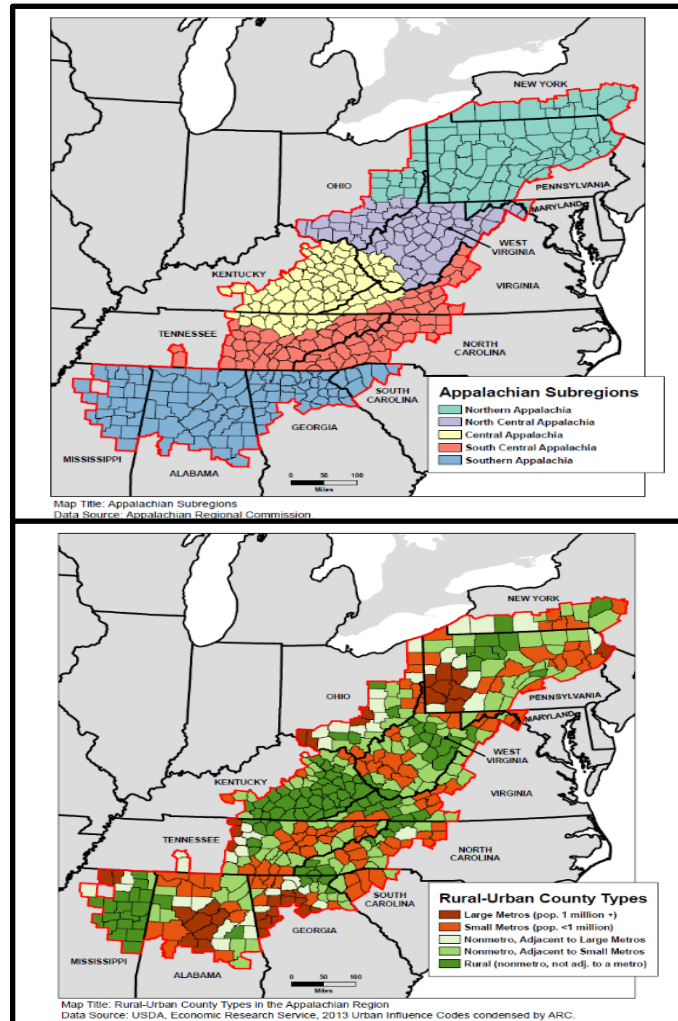 NEW YORK
OHIO
PENNSYLVANIA
MARYLAND
WEST
VIRGINIA
KENTUCKY
VIRGINIA
TENNESSEE
NORTH
CAROLINA
SOUTH
CAROLINA
GEORGIA
MISSISSIPPI
ALABAMA
Appalachian Subregions
Northern Appalachia
North Central Appalachia
Central Appalachia
South Central Appalachia
Southern Appalachia
0 50 100
Miles
Map Title: Appalachian Subregions
Data Source: Appalachian Regional Commission.
NEW YORK
OHIO
PENNSYLVANIA
MARYLAND
WEST
VIRGINIA
KENTUCKY
VIRGINIA
TENNESSEE
NORTH
CAROLINA
SOUTH
CAROLINA
GEORGIA
MISSISSIPPI
ALABAMA
Rural-Urban County Types
Large Metros (pop. 1 million +)
Small Metros (pop. <1 million)
Nonmetro, Adjacent to Large Metros
Nonmetro, Adjacent to Small Metros
Rural (nonmetro, not adj. to a metro)
0 50 100
Miles
Map Title: Rural-Urban County Types in the Appalachian Region
Data Source: USDA, Economic Research Service, 2013 Urban Influence Codes condensed by ARC.